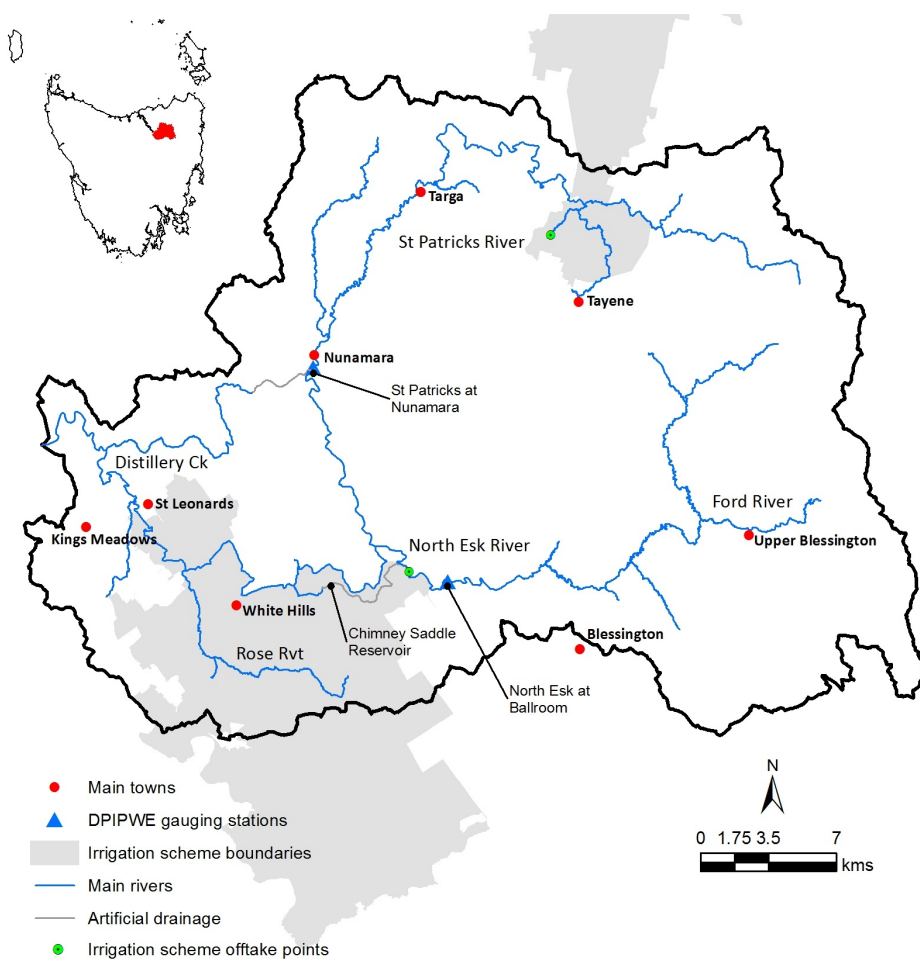 Targa
St Patricks River
Tayene
Nunamara
St Patricks at
Nunamara
Distillery Ck
St Leonards
Kings Meadows
Ford River
Upper Blessington
North Esk River
White Hills
Chimney Saddle
Reservoir
Blessington
Rose Rvt
North Esk at
Ballroom
Main towns
DPIPWE gauging stations
Irrigation scheme boundaries
Main rivers
Artificial drainage
Irrigation scheme offtake points
N
0 1.75 3.5 7
kms